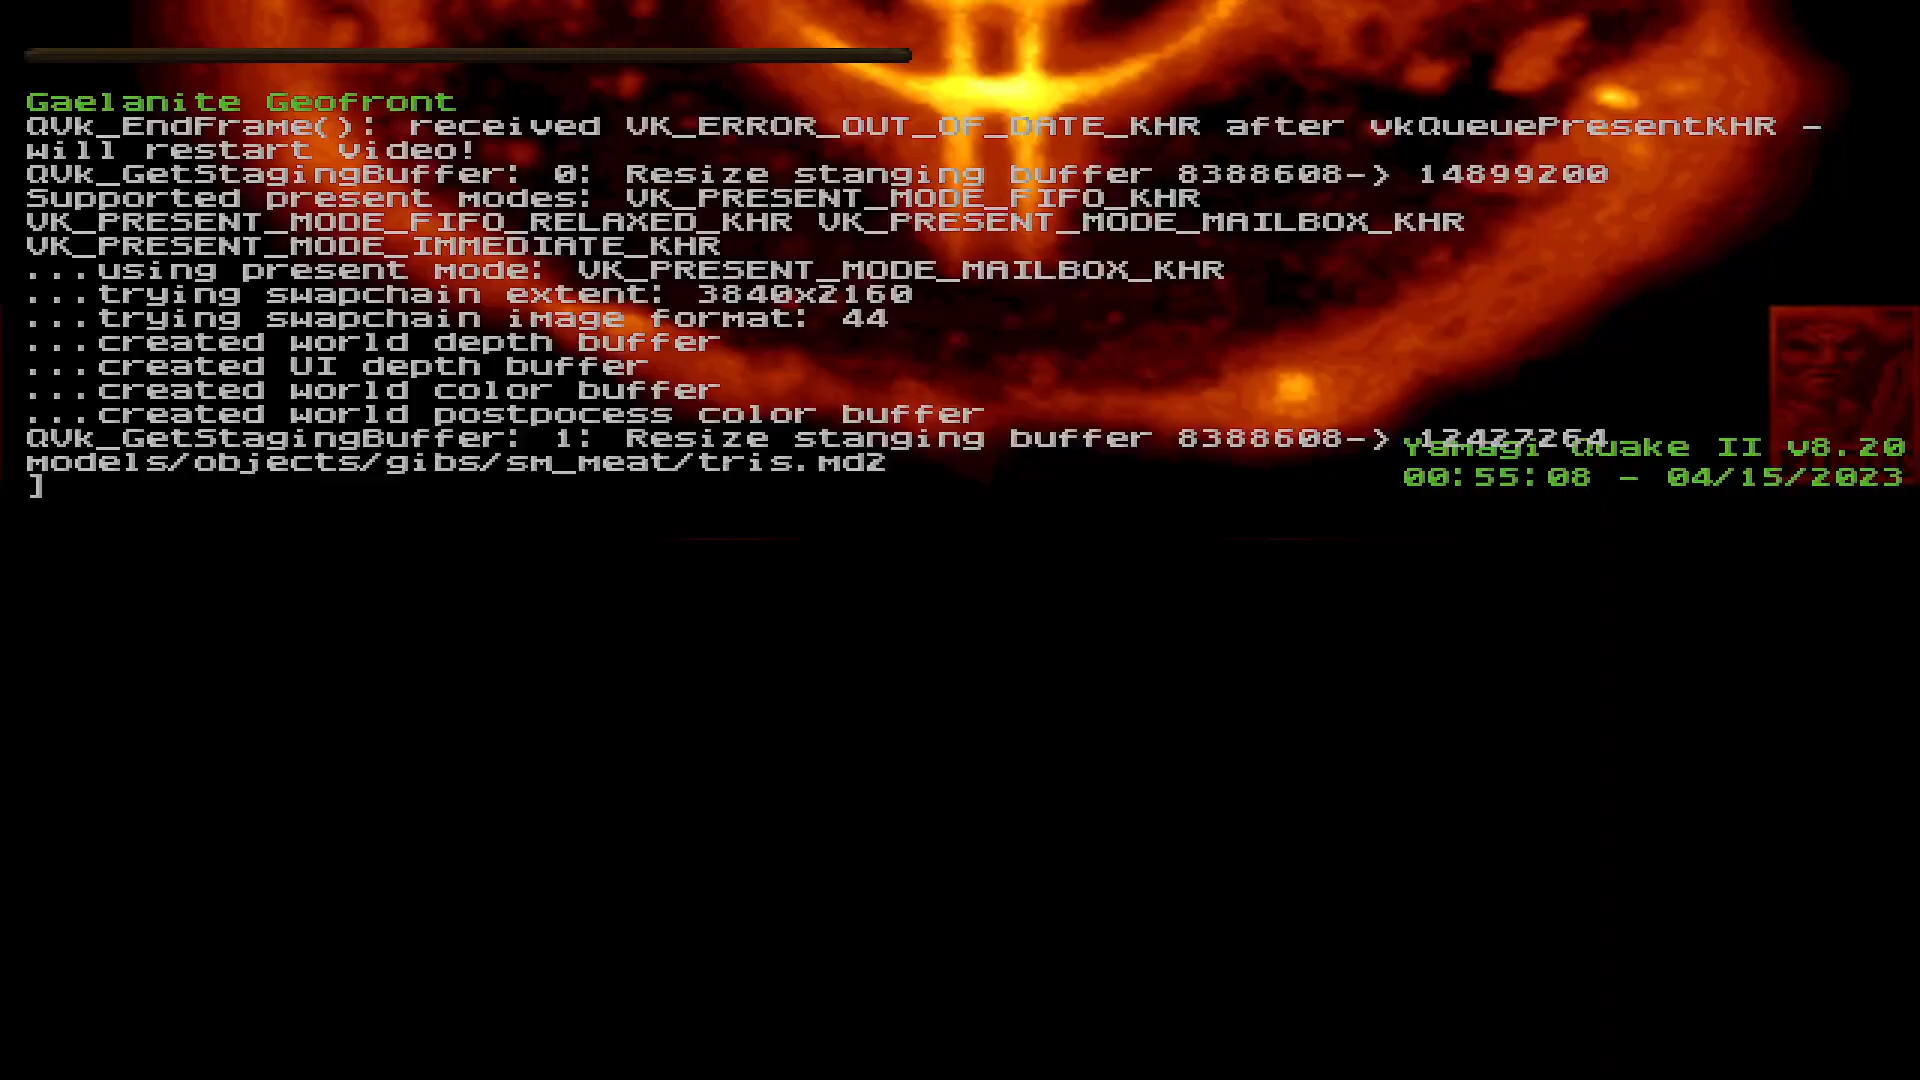 Gaelanite Geofront
QVk_EndFrame(): received VK_ERROR_OUT_OF_DATE_KHR after vkQueuePresentKHR -
will restart video!
QVk_GetStagingBuffer: 0: Resize stanging buffer 8388608-> 14899200
Supported present modes: VK_PRESENT_MODE_FIFO_KHR
VK_PRESENT_MODE_FIFO_RELAXED_KHR VK_PRESENT_MODE_MAILBOX_KHR
VK_PRESENT_MODE_IMMEDIATE_KHR
...using present mode: VK_PRESENT_MODE_MAILBOX_KHR
...trying swapchain extent: 3840x2160
...trying swapchain image format: 44
...created world depth buffer
...created UI depth buffer
...created world color buffer
...created world postpocess color buffer
QVk_GetStagingBuffer: 1: Resize stanging buffer 8388608-> 12427264
Yamagi Quake II v8.20
models/objects/gibs/sm_meat/tris.md2
]
00:55:08 - 04/15/2023